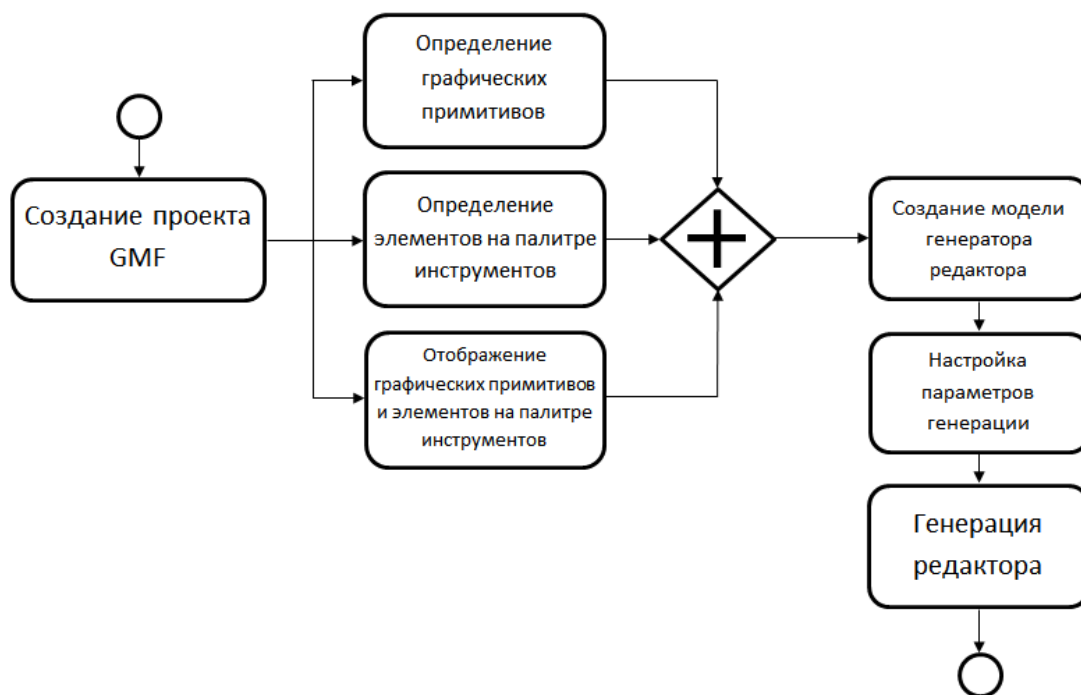 Создание проекта
GMF
Определение
графических
примитивов
Определение
элементов на палитре
инструментов
Отображение
графических примитивов
и элементов на палитре
инструментов
Создание модели
генератора
редактора
Настройка
параметров
генерации
Генерация
редактора